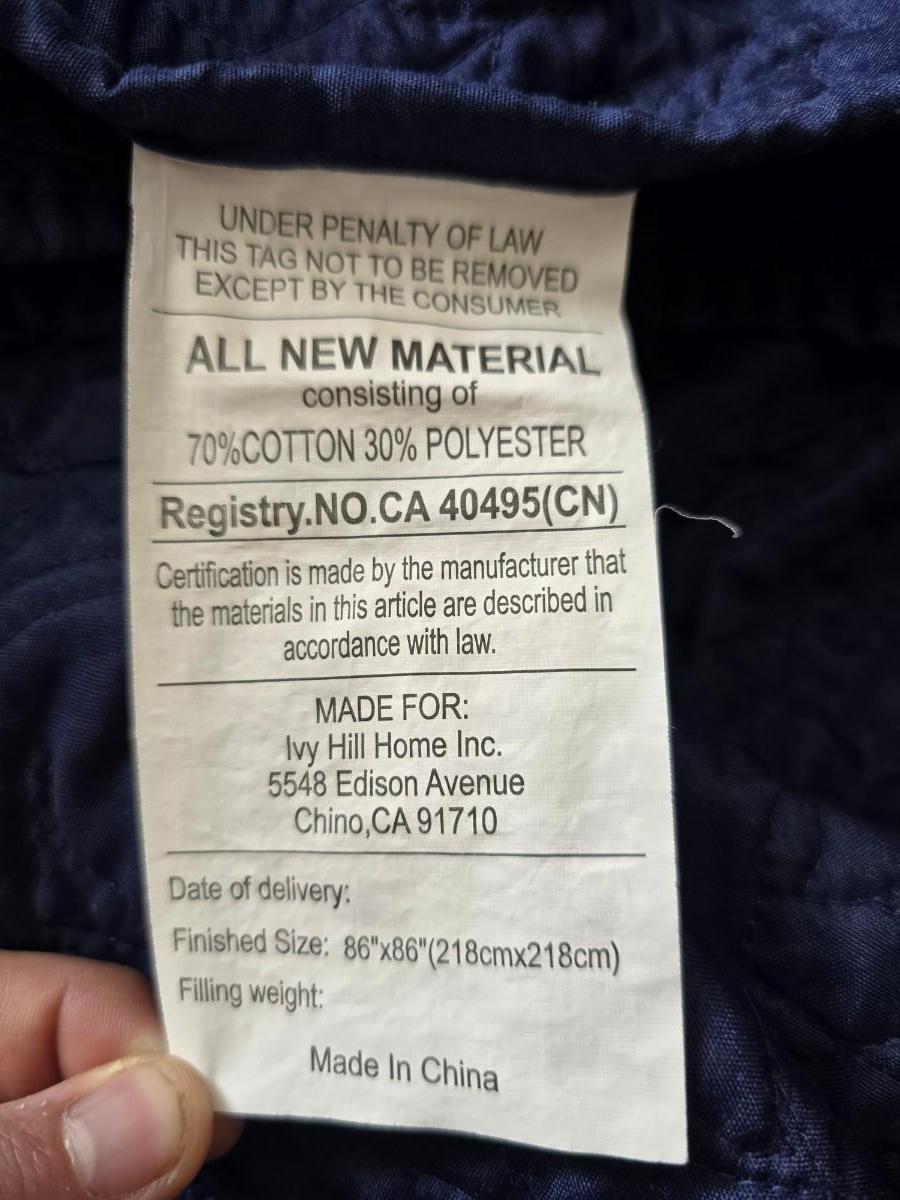 UNDER PENALTY OF LAW
THIS TAG NOT TO BE REMOVED
EXCEPT BY THE CONSUMER
ALL NEW MATERIAL
consisting of
70%COTTON 30% POLYESTER
Registry.NO.CA 40495(CN)
Certification is made by the manufacturer that
the materials in this article are described in
accordance with law.
MADE FOR:
Ivy Hill Home Inc.
5548 Edison Avenue
Chino,CA 91710
Date of delivery:
Finished Size: 86"x86"(218cmx218cm)
Filling weight:
Made In China